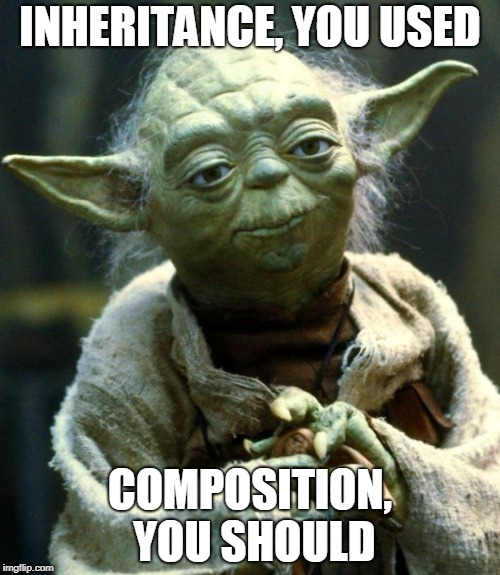 INHERITANCE, YOU USED
COMPOSITION,
YOU SHOULD
imgflip.com